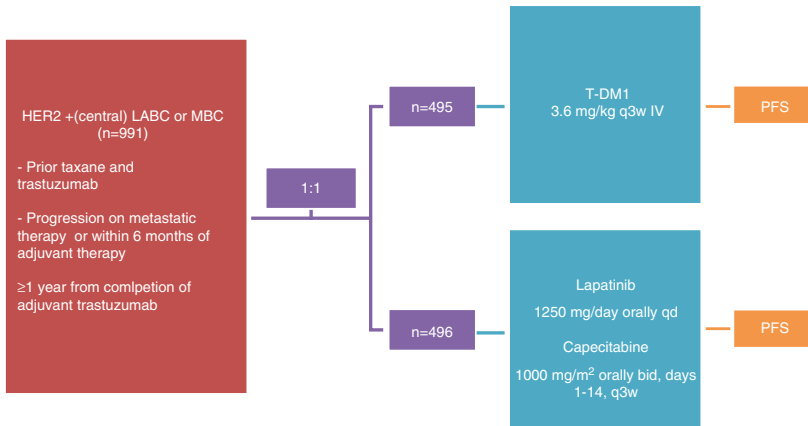 HER2 +(central) LABC or MBC
(n=991)
- Prior taxane and
trastuzumab
- Progression on metastatic
therapy or within 6 months of
adjuvant therapy
≥1 year from comlpetion of
adjuvant trastuzumab
1:1
n=495
T-DM1
3.6 mg/kg q3w IV
PFS
n=496
Lapatinib
1250 mg/day orally qd
Capecitabine
1000 mg/m² orally bid, days
1-14, q3w
PFS